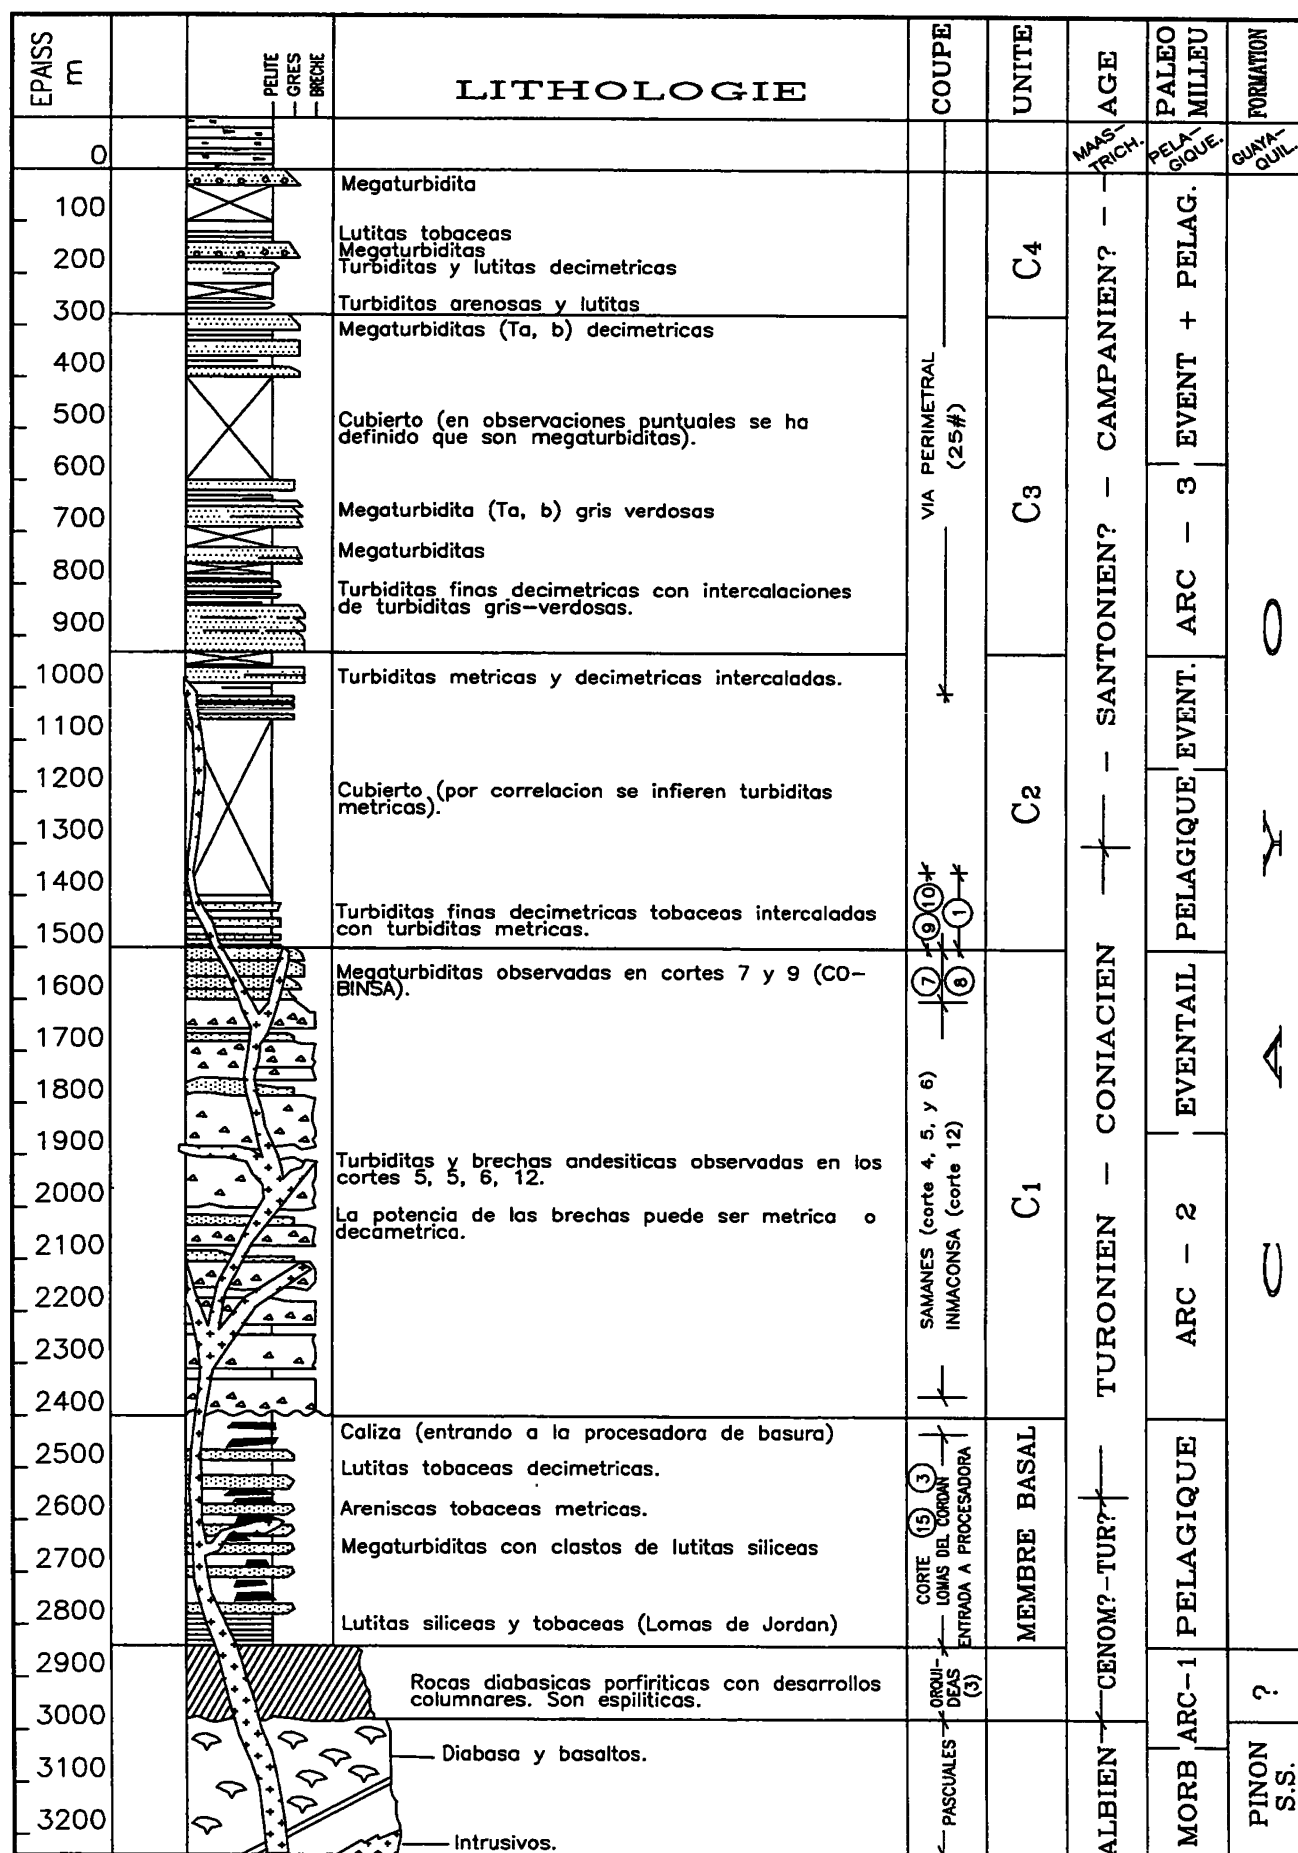 EPAISS
m
PELITE
GRES
BRECHE
LITHOLOGIE
COUPE
UNITE
AGE
PALEO
MILLEU
FORMATION
0
100
200
300
400
500
600
700
800
900
1000
1100
1200
1300
1400
1500
1600
1700
1800
1900
2000
2100
2200
2300
2400
2500
2600
2700
2800
2900
3000
3100
3200
Megaturbidita
Lutitas tobaceas
Megaturbiditas
Turbiditas y lutitas decimetricas
Turbiditas arenosas y lutitas
Megaturbiditas (Ta, b) decimetricas
Cubierto (en observaciones puntuales se ha
definido que son megaturbiditas).
Megaturbidita (Ta, b) gris verdosas
Megaturbiditas
Turbiditas finas decimetricas con intercalaciones
de turbiditas gris-verdosas.
Turbiditas metricas y decimetricas intercaladas.
Cubierto (por correlacion se infieren turbiditas
metricas).
Turbiditas finas decimetricas tobaceas intercaladas
con turbiditas metricas.
Megaturbiditas observadas en cortes 7 y 9 (CO-
BINSA).
Turbiditas y brechas andesiticas observadas en los
cortes 5, 5, 6, 12.
La potencia de las brechas puede ser metrica o
decametrica.
Caliza (entrando a la procesadora de basura)
Lutitas tobaceas decimetricas.
Areniscas tobaceas metricas.
Megaturbiditas con clastos de lutitas siliceas
Lutitas siliceas y tobaceas (Lomas de Jordan)
Rocas diabasicas porfiriticas con desarrollos
columnares. Son espiliticas.
Diabasa y basaltos.
Intrusivos.
VIA PERIMETRAL
(25#)
9 10
1
7
8
SAMANES (corte 4, 5, y 6)
INMACONSA (corte 12)
CORTE 15 3
LOMAS DEL CORDAN
ENTRADA A PROCESADORA
ORQUI-
DEAS
(3)
PASCUALES
C4
C3
C2
C1
MEMBRE BASAL
MAAS-
TRICH.
ALBIEN - CENOM?-TUR? - TURONIEN - CONIACIEN - SANTONIEN? - CAMPANIEN? -
PELA-
GIQUE.
EVENT + PELAG.
ARC - 3
EVENT.
PELAGIQUE
EVENTAIL
ARC - 2
PELAGIQUE
ARC-1
MORB
GUAYA-
QUIL.
C A Y O
?
PINON
S.S.